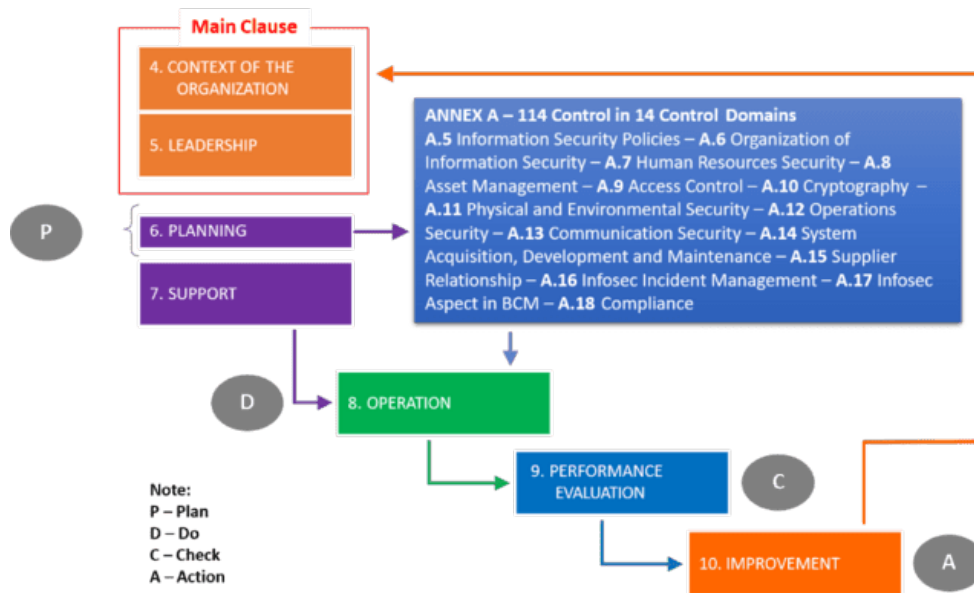 Main Clause
4. CONTEXT OF THE
ORGANIZATION
5. LEADERSHIP
ANNEX A – 114 Control in 14 Control Domains
A.5 Information Security Policies – A.6 Organization of
Information Security – A.7 Human Resources Security – A.8
Asset Management – A.9 Access Control – A.10 Cryptography –
A.11 Physical and Environmental Security – A.12 Operations
Security – A.13 Communication Security – A.14 System
Acquisition, Development and Maintenance – A.15 Supplier
Relationship – A.16 Infosec Incident Management – A.17 Infosec
Aspect in BCM – A.18 Compliance
P
6. PLANNING
7. SUPPORT
D
8. OPERATION
9. PERFORMANCE
EVALUATION
C
10. IMPROVEMENT
A
Note:
P – Plan
D – Do
C – Check
A – Action